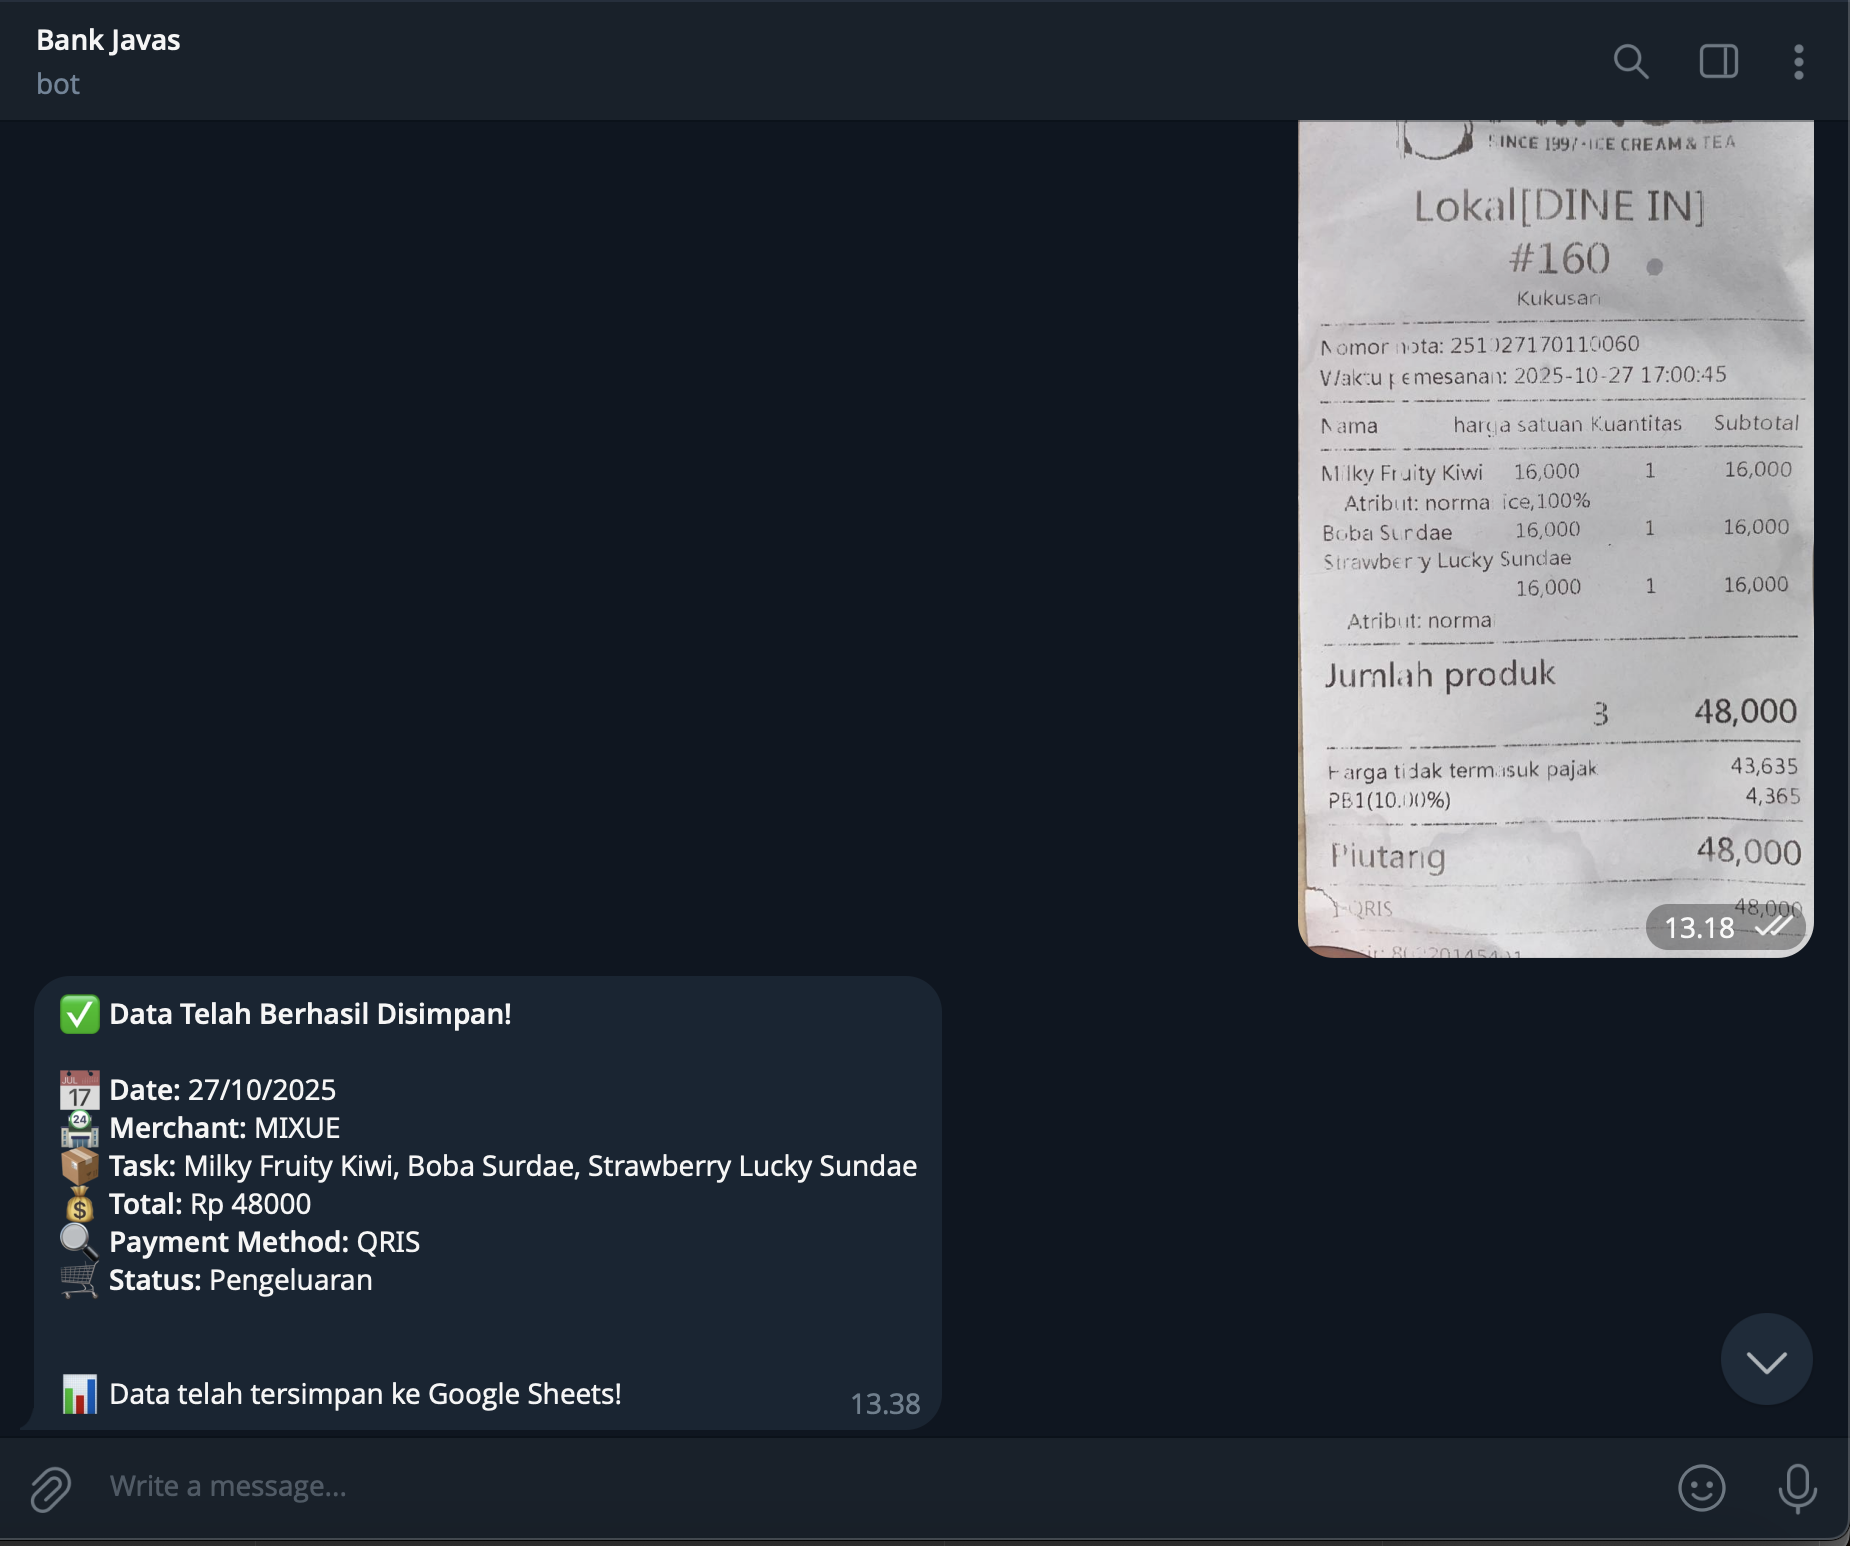 Bank Javas
bot
SINCE 1997·ICE CREAM & TEA
Lokal[DINE IN]
#160
Kukusan
Nomor nota: 251027170110060
Waktu pemesanan: 2025-10-27 17:00:45
Nama harga satuan Kuantitas Subtotal
Milky Fruity Kiwi 16,000 1 16,000
Atribut: normal ice,100%
Boba Sundae 16,000 1 16,000
Strawberry Lucky Sundae
16,000 1 16,000
Atribut: normal
Jumlah produk
3 48,000
Harga tidak termasuk pajak 43,635
PB1(10.00%) 4,365
Piutang 48,000
QRIS 48,000
13.18
✅ Data Telah Berhasil Disimpan!
JUL
17
Date: 27/10/2025
24
Merchant: MIXUE
Task: Milky Fruity Kiwi, Boba Surdae, Strawberry Lucky Sundae
Total: Rp 48000
Payment Method: QRIS
Status: Pengeluaran
Data telah tersimpan ke Google Sheets!
13.38
Write a message...